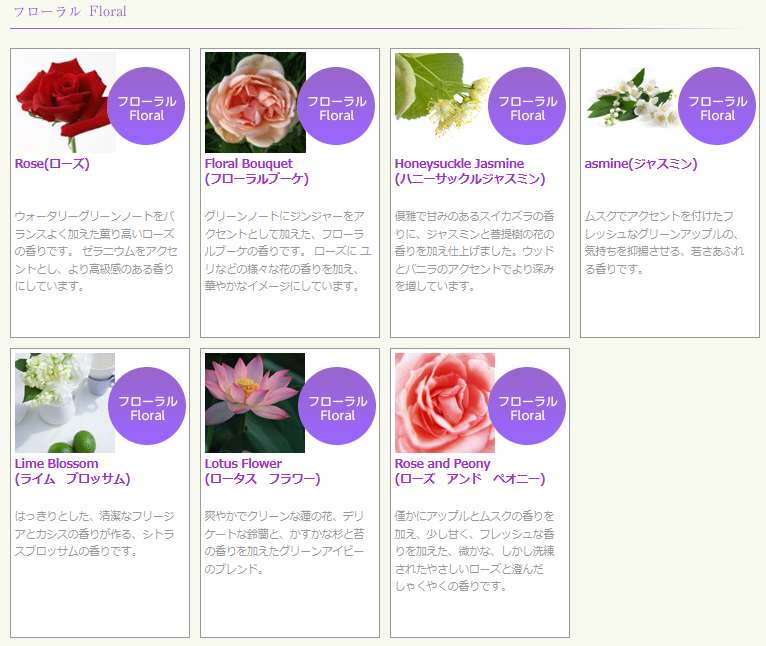 フローラル Floral
フローラル
Floral
Rose(ローズ)
ウォータリーグリーンノートをバ
ランスよく加えた薫り高いローズ
の香りです。 ゼラニウムをアクセ
ントとし、より高級感のある香り
にしています。
フローラル
Floral
Floral Bouquet
(フローラルブーケ)
グリーンノートにジンジャーをア
クセントとして加えた、フローラ
ルブーケの香りです。 ローズに ユ
リなどの様々な花の香りを加え、
華やかなイメージにしています。
フローラル
Floral
Honeysuckle Jasmine
(ハニーサックルジャスミン)
優雅で甘みのあるスイカズラの香
りに、ジャスミンと菩提樹の花の
香りを加え仕上げました。ウッド
とバニラのアクセントでより深み
を増しています。
フローラル
Floral
asmine(ジャスミン)
ムスクでアクセントを付けたフ
レッシュなグリーンアップルの、
気持ちを抑揚させる、若さあふれ
る香りです。
フローラル
Floral
Lime Blossom
(ライム　ブロッサム)
はっきりとした、清潔なフリージ
アとカシスの香りが作る、シトラ
スブロッサムの香りです。
フローラル
Floral
Lotus Flower
(ロータス　フラワー)
爽やかでクリーンな蓮の花、デリ
ケートな鈴蘭と、かすかな杉と苔
の香りを加えたグリーンアイビー
のブレンド。
フローラル
Floral
Rose and Peony
(ローズ　アンド　ペオニー)
僅かにアップルとムスクの香りを
加え、少し甘く、フレッシュな香
りを加えた、微かな、しかし洗練
されたやさしいローズと澄んだ
しゃくやくの香りです。